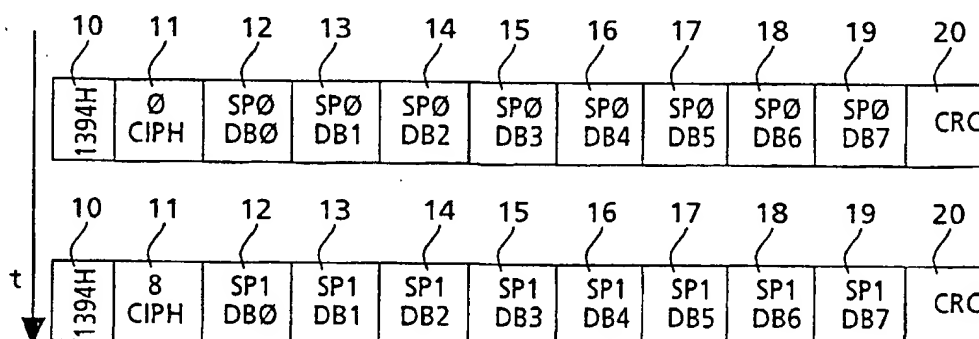 10 11 12 13 14 15 16 17 18 19 20
1394H Ø CIPH SPØ DBØ SPØ DB1 SPØ DB2 SPØ DB3 SPØ DB4 SPØ DB5 SPØ DB6 SPØ DB7 CRC
10 11 12 13 14 15 16 17 18 19 20
t 1394H 8 CIPH SP1 DBØ SP1 DB1 SP1 DB2 SP1 DB3 SP1 DB4 SP1 DB5 SP1 DB6 SP1 DB7 CRC